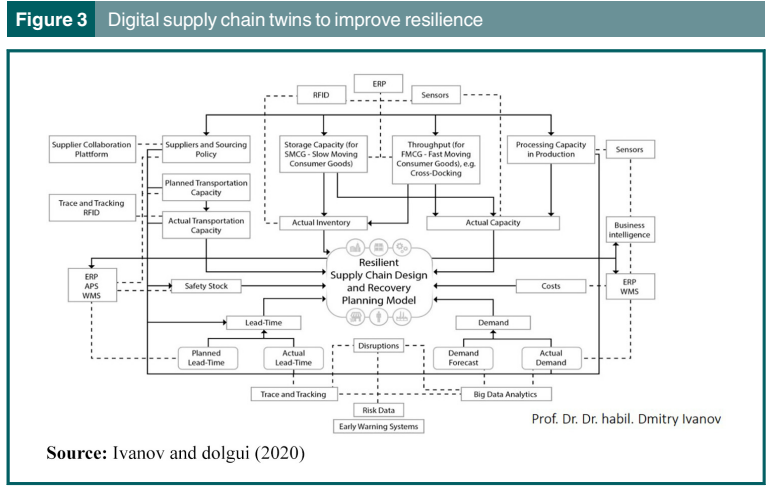 Figure 3 Digital supply chain twins to improve resilience
ERP
RFID
Sensors
Supplier Collaboration
Plattform
Suppliers and Sourcing
Policy
Storage Capacity (for
SMCG - Slow Moving
Consumer Goods)
Throughput (for
FMCG - Fast Moving
Consumer Goods), e.g.
Cross-Docking
Processing Capacity
in Production
Sensors
Planned Transportation
Capacity
Trace and Tracking
RFID
Actual Transportation
Capacity
Actual Inventory
Actual Capacity
Business
intelligence
Resilient
Supply Chain Design
and Recovery
Planning Model
ERP
APS
WMS
Safety Stock
Costs
ERP
WMS
Lead-Time
Demand
Planned
Lead-Time
Actual
Lead-Time
Disruptions
Demand
Forecast
Actual
Demand
Trace and Tracking
Big Data Analytics
Risk Data
Early Warning Systems
Prof. Dr. Dr. habil. Dmitry Ivanov
Source: Ivanov and dolgui (2020)